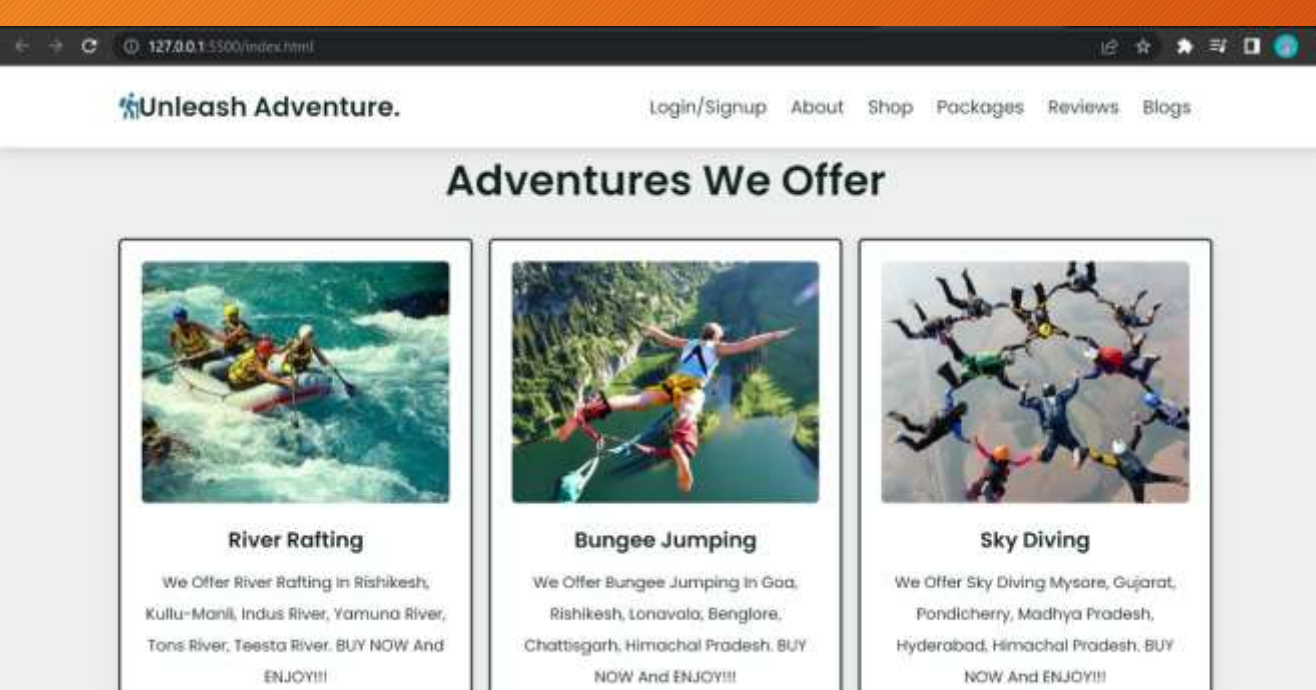 127.0.0.1:5500/index.html
Unleash Adventure.
Login/Signup About Shop Packages Reviews Blogs
Adventures We Offer
River Rafting
We Offer River Rafting In Rishikesh,
Kullu-Manli, Indus River, Yamuna River,
Tons River, Teesta River. BUY NOW And
ENJOY!!!
Bungee Jumping
We Offer Bungee Jumping In Goa,
Rishikesh, Lonavala, Benglore,
Chattisgarh, Himachal Pradesh. BUY
NOW And ENJOY!!!
Sky Diving
We Offer Sky Diving Mysore, Gujarat,
Pondicherry, Madhya Pradesh,
Hyderabad, Himachal Pradesh. BUY
NOW And ENJOY!!!